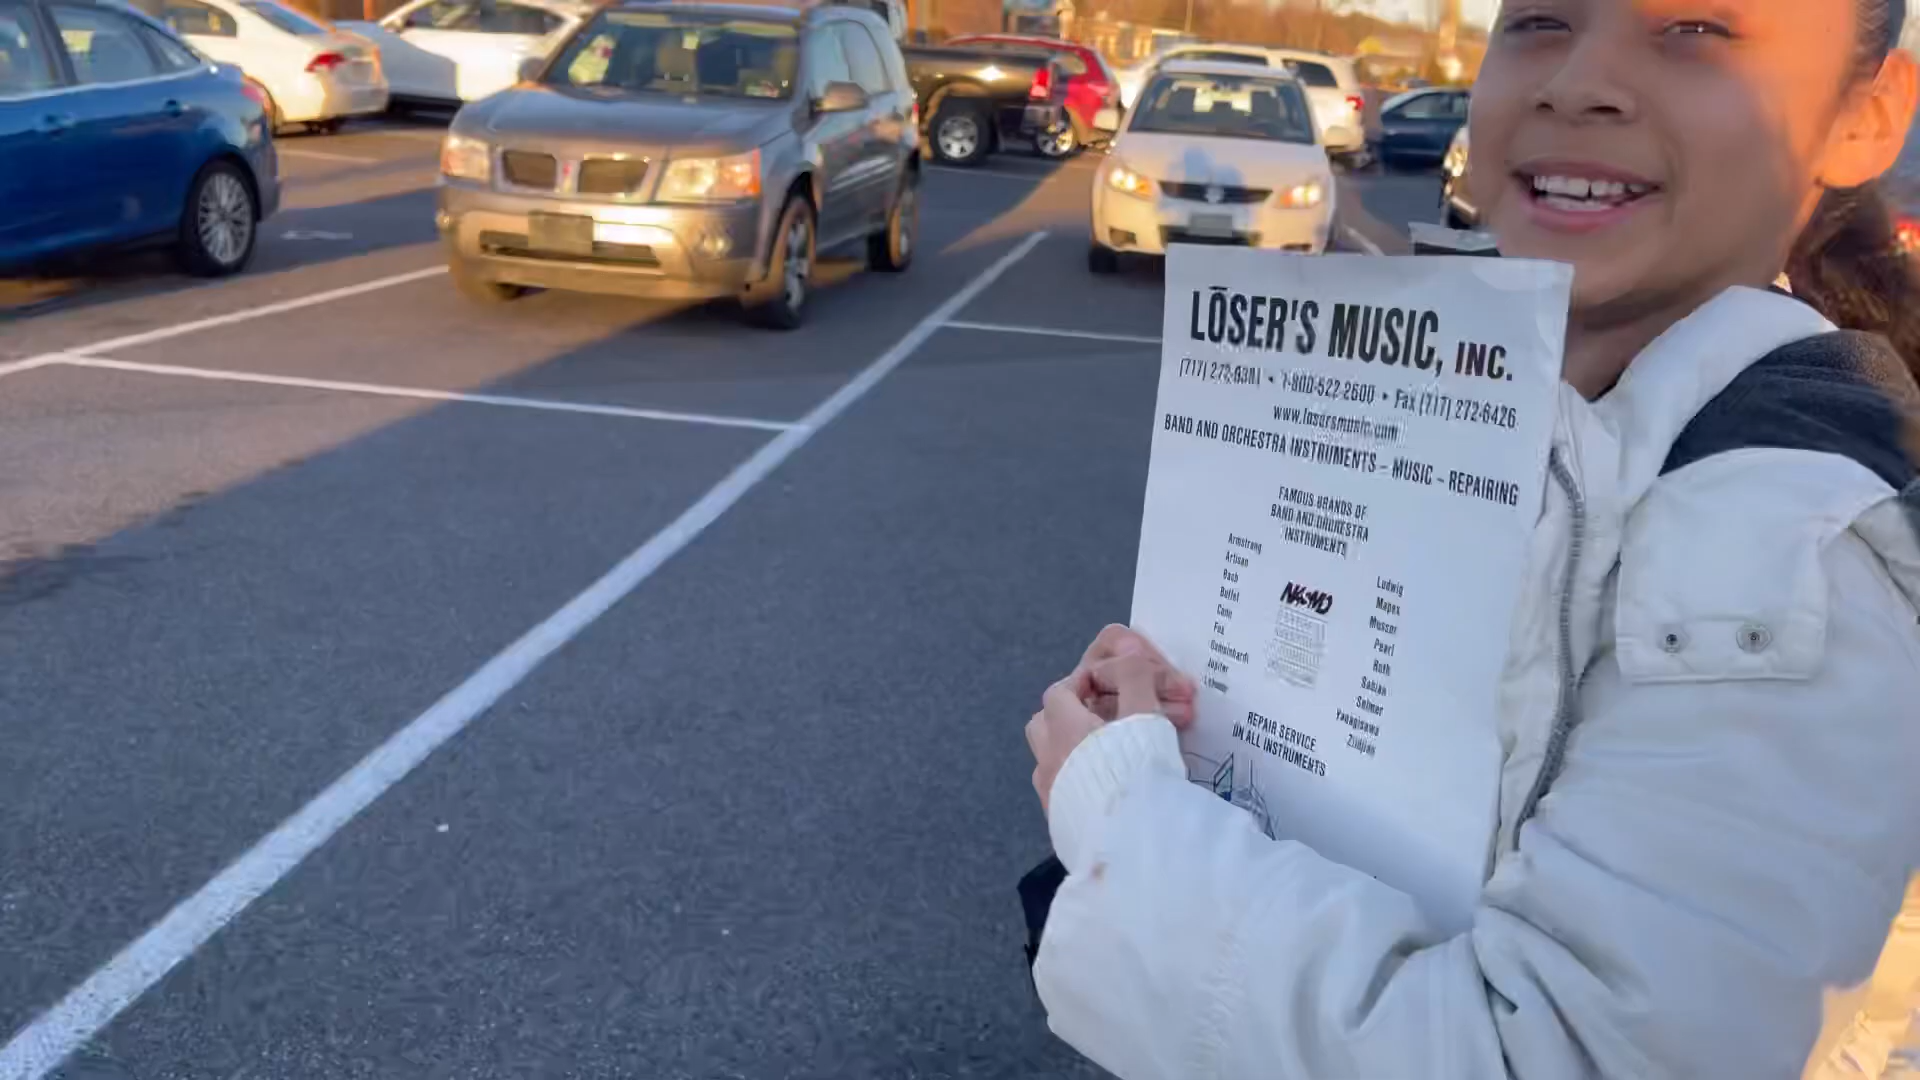 LŌSER'S MUSIC, INC.
(717) 272-6381 • 1-800-522-2600 • Fax (717) 272-6426
www.losersmusic.com
BAND AND ORCHESTRA INSTRUMENTS – MUSIC – REPAIRING
FAMOUS BRANDS OF
BAND AND ORCHESTRA
INSTRUMENTS
Armstrong
Artisan
Bach
Buffet
Conn
Fox
Gemeinhardt
Jupiter
NAMM
Ludwig
Mapex
Musser
Pearl
Roth
Sabian
Selmer
Yanagisawa
Zildjian
REPAIR SERVICE
ON ALL INSTRUMENTS